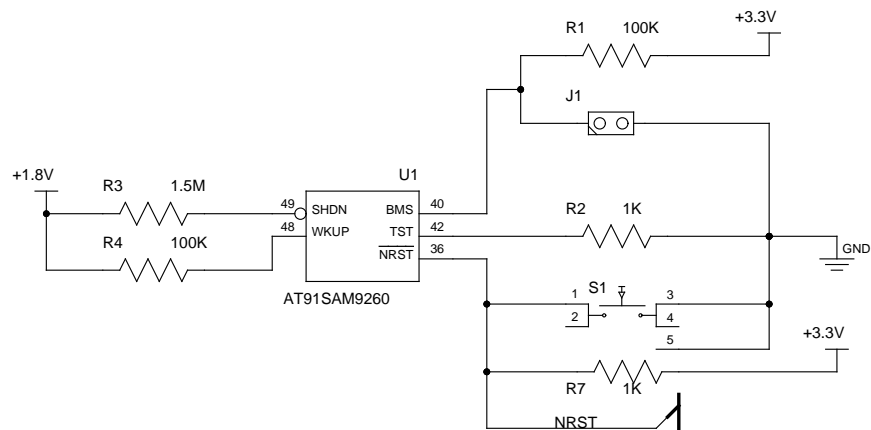 +3.3V
R1 100K
J1
U1
+1.8V
R3 1.5M
49 SHDN BMS 40
R2 1K
48 WKUP TST 42
R4 100K
NRST 36
GND
AT91SAM9260
S1
1 3
2 4
5
+3.3V
R7 1K
NRST